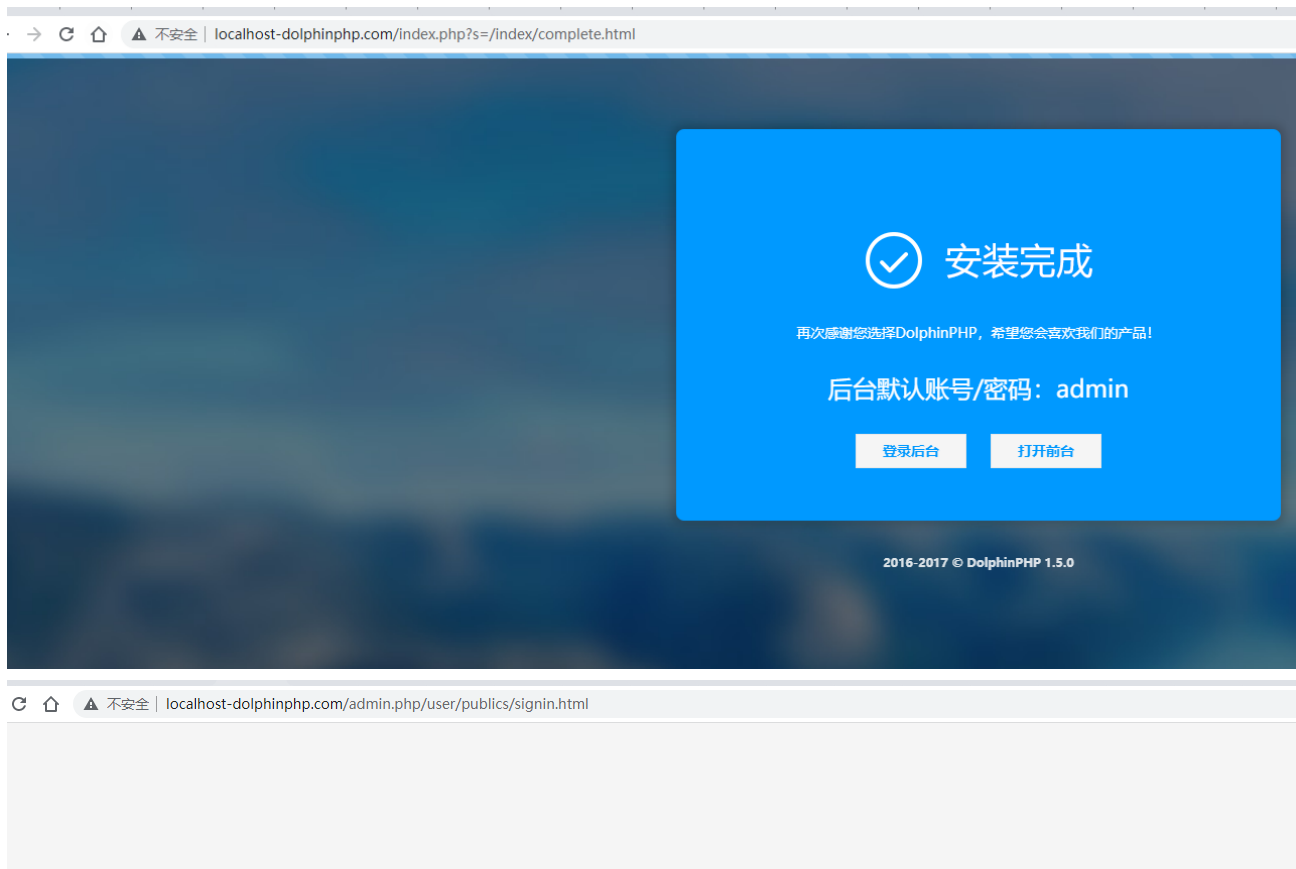 不安全 localhost-dolphinphp.com/index.php?s=/index/complete.html
安装完成
再次感谢您选择DolphinPHP，希望您会喜欢我们的产品！
后台默认账号/密码：admin
登录后台 打开前台
2016-2017 © DolphinPHP 1.5.0
不安全 localhost-dolphinphp.com/admin.php/user/publics/signin.html